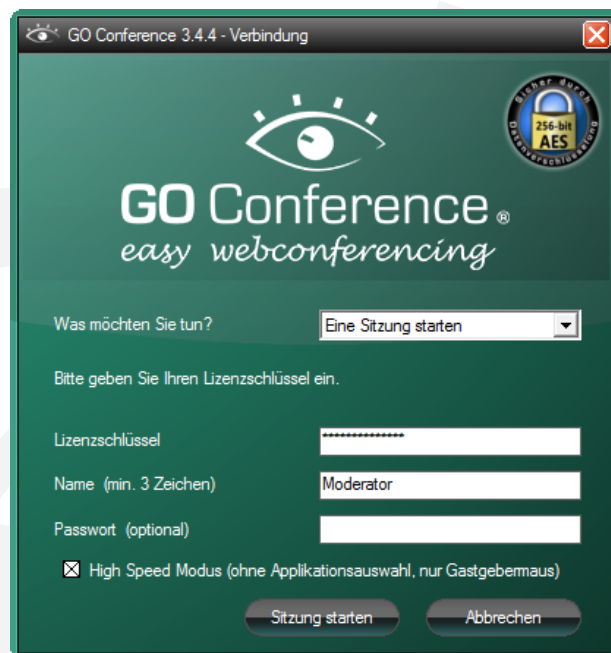 GO Conference 3.4.4 - Verbindung
Sicher durch
256-bit
AES
Datenverschlüsselung
GO Conference®
easy webconferencing
Was möchten Sie tun?
Eine Sitzung starten
Bitte geben Sie Ihren Lizenzschlüssel ein.
Lizenzschlüssel
**************
Name (min. 3 Zeichen)
Moderator
Passwort (optional)
High Speed Modus (ohne Applikationsauswahl, nur Gastgebermaus)
Sitzung starten
Abbrechen